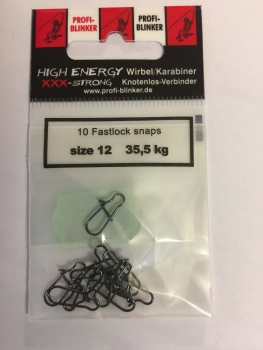 PROFI-
BLINKER
PROFI-
BLINKER
HIGH ENERGY Wirbel/Karabiner
XXX-STRONG Knotenlos-Verbinder
www.profi-blinker.de
10 Fastlock snaps
size 12 35,5 kg